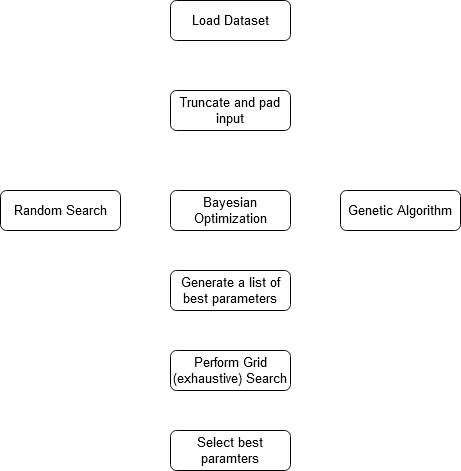 Load Dataset
Truncate and pad
input
Random Search
Bayesian
Optimization
Genetic Algorithm
Generate a list of
best parameters
Perform Grid
(exhaustive) Search
Select best
paramters